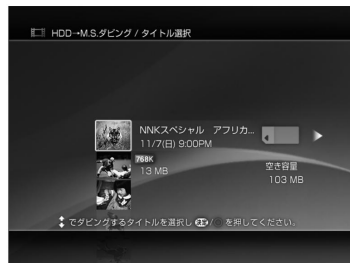 HDD→M.S.ダビング / タイトル選択
NNKスペシャル アフリカ...
11/7(日) 9:00PM
768K
13 MB
空き容量
103 MB
でダビングするタイトルを選択し 決定/ を押してください。